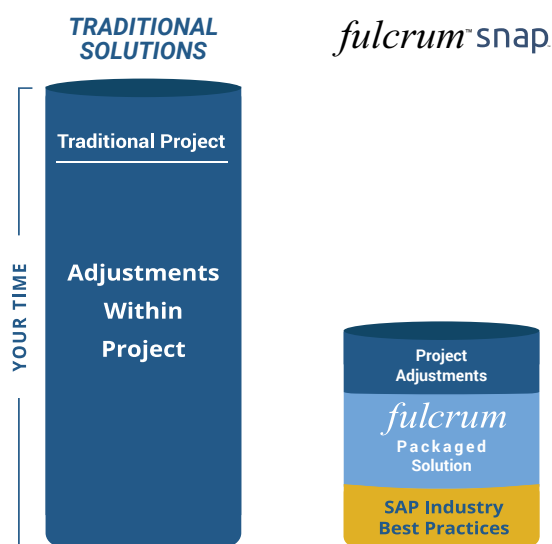 TRADITIONAL
SOLUTIONS
fulcrum™ snap™
YOUR TIME
Traditional Project
Adjustments
Within
Project
Project
Adjustments
fulcrum
Packaged
Solution
SAP Industry
Best Practices